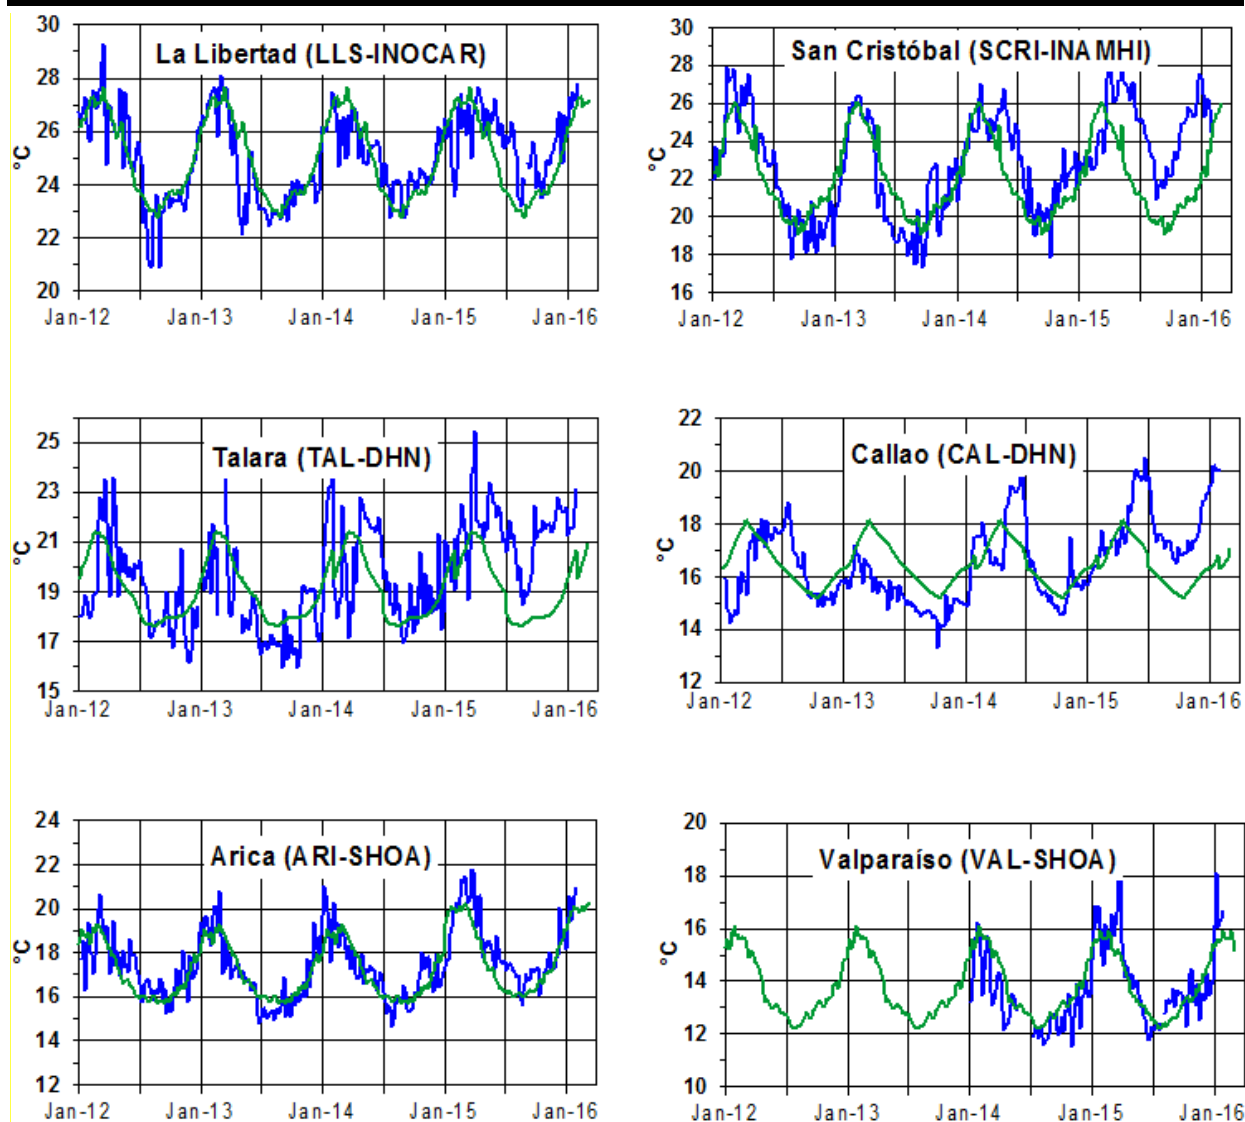 La Libertad (LLS-INOCAR)
°C
30
28
26
24
22
20
Jan-12 Jan-13 Jan-14 Jan-15 Jan-16
San Cristóbal (SCRI-INAMHI)
°C
30
28
26
24
22
20
18
16
Jan-12 Jan-13 Jan-14 Jan-15 Jan-16
Talara (TAL-DHN)
°C
25
23
21
19
17
15
Jan-12 Jan-13 Jan-14 Jan-15 Jan-16
Callao (CAL-DHN)
°C
22
20
18
16
14
12
Jan-12 Jan-13 Jan-14 Jan-15 Jan-16
Arica (ARI-SHOA)
°C
24
22
20
18
16
14
12
Jan-12 Jan-13 Jan-14 Jan-15 Jan-16
Valparaíso (VAL-SHOA)
°C
20
18
16
14
12
10
Jan-12 Jan-13 Jan-14 Jan-15 Jan-16